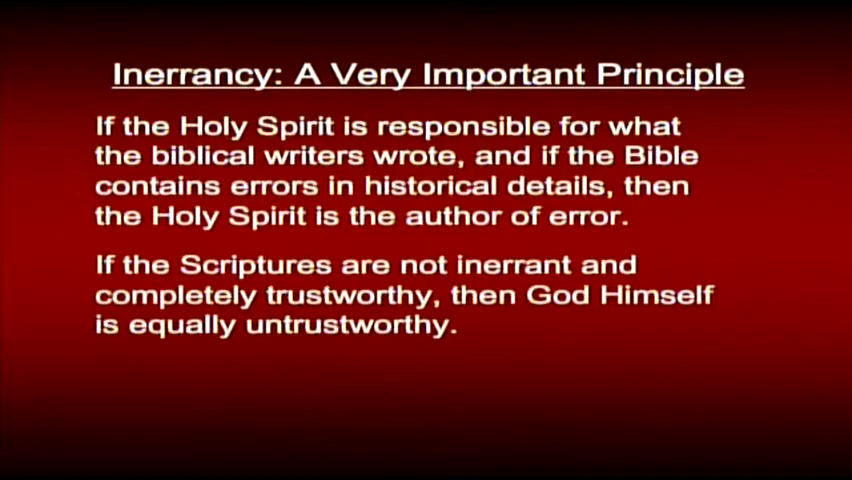 Inerrancy: A Very Important Principle
If the Holy Spirit is responsible for what
the biblical writers wrote, and if the Bible
contains errors in historical details, then
the Holy Spirit is the author of error.
If the Scriptures are not inerrant and
completely trustworthy, then God Himself
is equally untrustworthy.